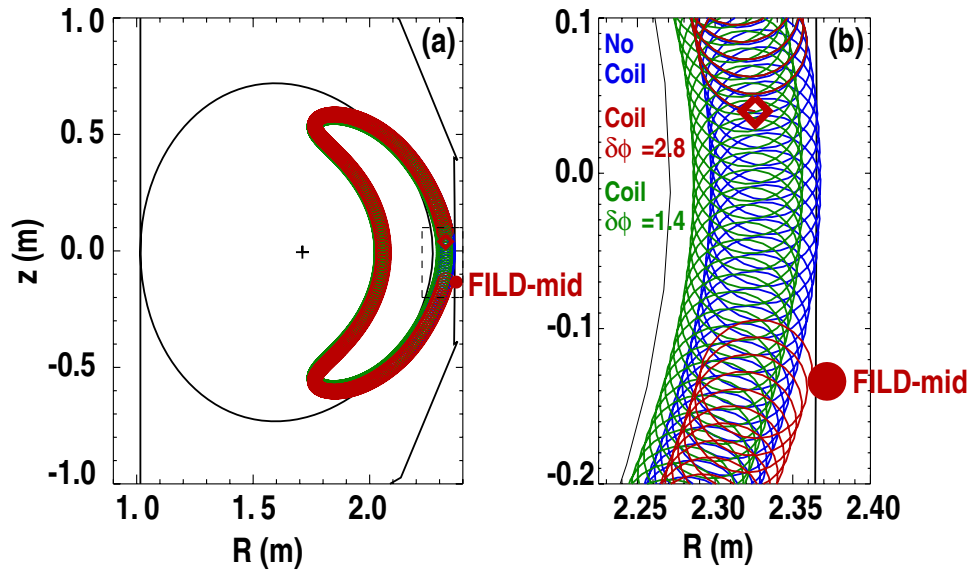 (a)
1.0
0.5
0.0
-0.5
-1.0
z (m)
1.0
1.5
2.0
R (m)
FILD-mid
(b)
No
Coil
Coil
δϕ =2.8
Coil
δϕ =1.4
0.1
0.0
-0.1
-0.2
2.25
2.30
2.35
2.40
R (m)
FILD-mid